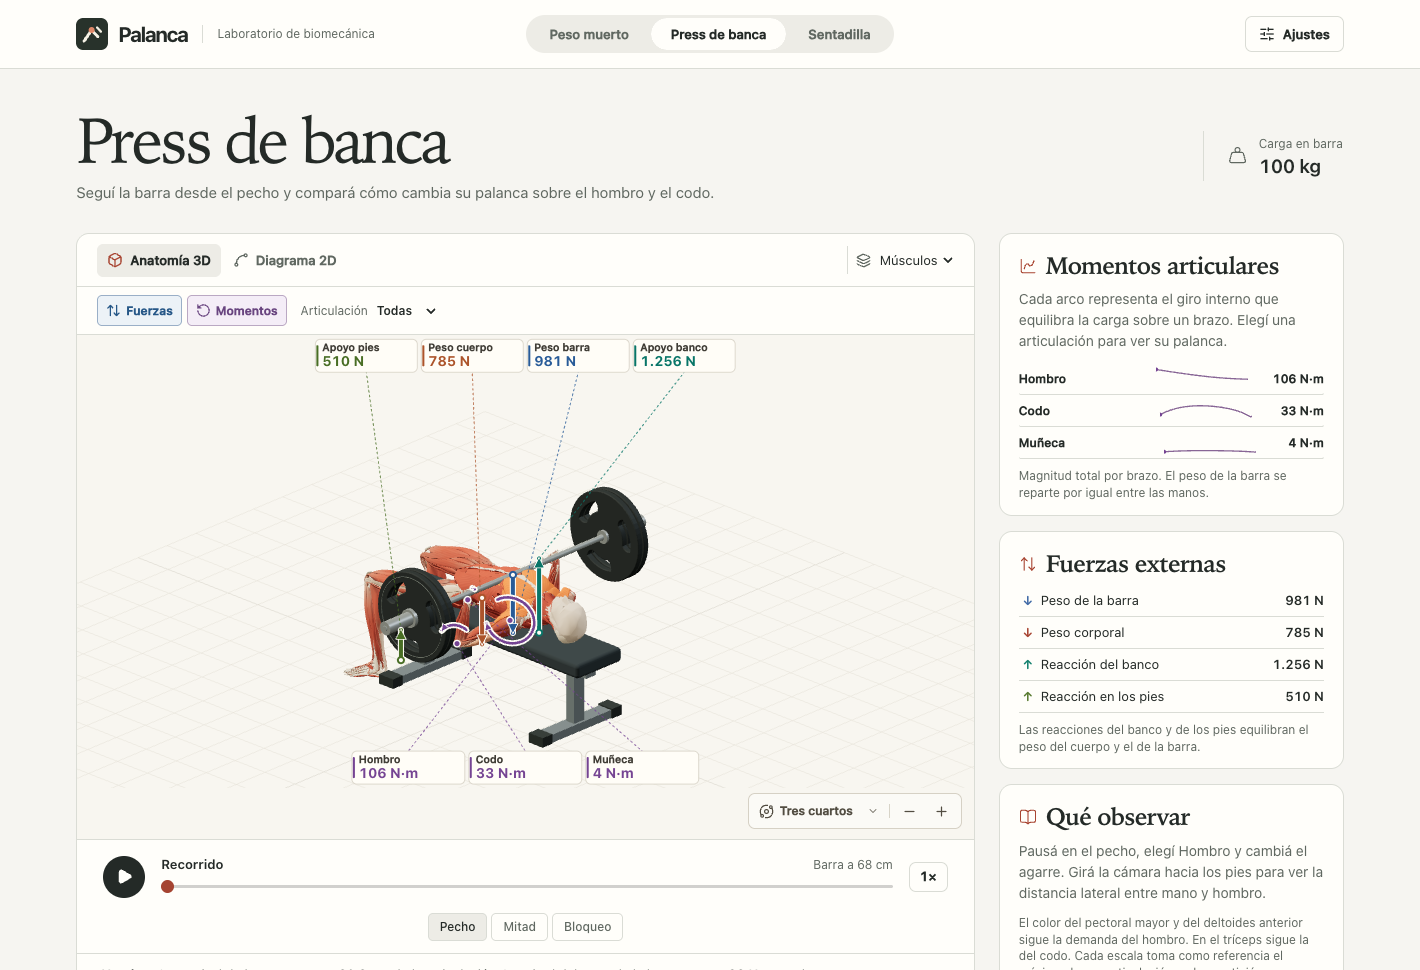 Palanca
Laboratorio de biomecánica
Peso muerto
Press de banca
Sentadilla
Ajustes
Press de banca
Seguí la barra desde el pecho y compará cómo cambia su palanca sobre el hombro y el codo.
Carga en barra
100 kg
Anatomía 3D
Diagrama 2D
Músculos
Fuerzas
Momentos
Articulación
Todas
Apoyo pies
510 N
Peso cuerpo
785 N
Peso barra
981 N
Apoyo banco
1.256 N
Hombro
106 N·m
Codo
33 N·m
Muñeca
4 N·m
Tres cuartos
Recorrido
Barra a 68 cm
1×
Pecho
Mitad
Bloqueo
Momentos articulares
Cada arco representa el giro interno que
equilibra la carga sobre un brazo. Elegí una
articulación para ver su palanca.
Hombro
106 N·m
Codo
33 N·m
Muñeca
4 N·m
Magnitud total por brazo. El peso de la barra se
reparte por igual entre las manos.
Fuerzas externas
Peso de la barra
981 N
Peso corporal
785 N
Reacción del banco
1.256 N
Reacción en los pies
510 N
Las reacciones del banco y de los pies equilibran el
peso del cuerpo y el de la barra.
Qué observar
Pausá en el pecho, elegí Hombro y cambiá el
agarre. Girá la cámara hacia los pies para ver la
distancia lateral entre mano y hombro.
El color del pectoral mayor y del deltoides anterior
sigue la demanda del hombro. En el tríceps sigue la
del codo. Cada escala toma como referencia el